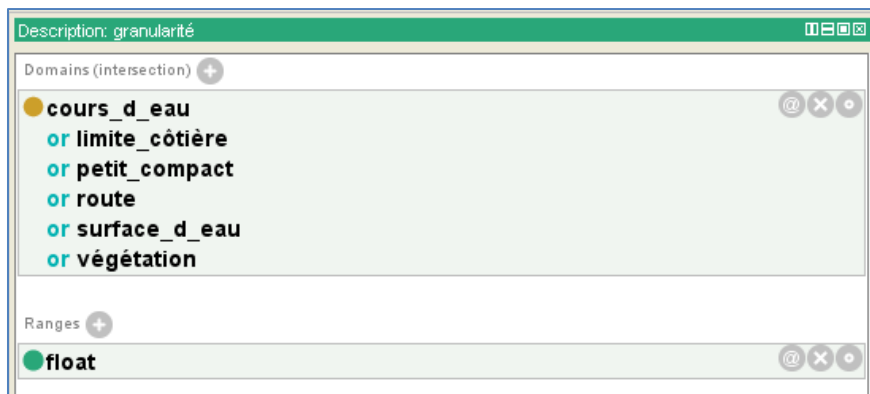 Description: granularité
Domains (intersection)
cours_d_eau
or limite_côtière
or petit_compact
or route
or surface_d_eau
or végétation
Ranges
float